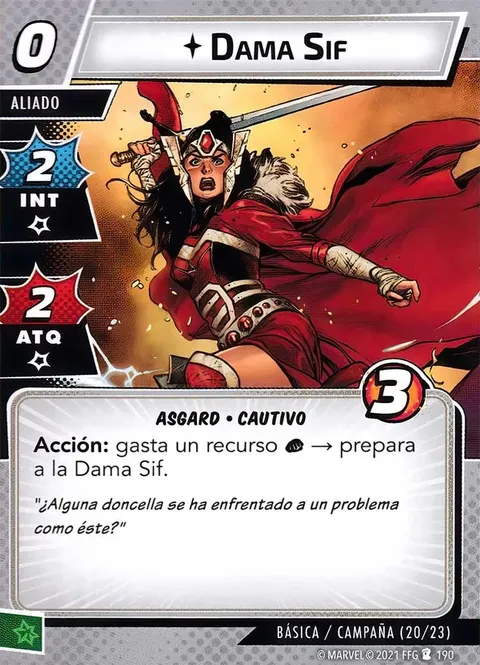 0
DAMA SIF
ALIADO
2
INT
2
ATQ
3
ASGARD • CAUTIVO
Acción: gasta un recurso → prepara
a la Dama Sif.
"¿Alguna doncella se ha enfrentado a un problema
como éste?"
BÁSICA / CAMPAÑA (20/23)
© MARVEL © 2021 FFG 190